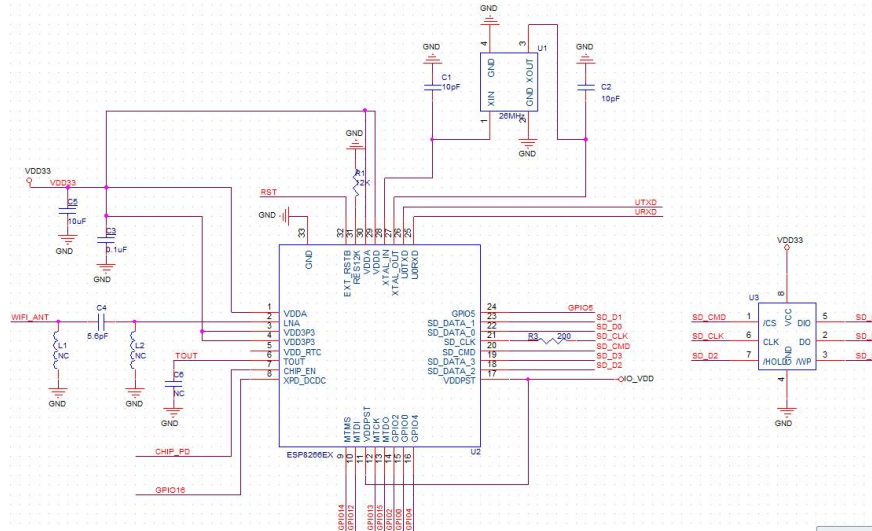 GND
GND
GND
4
3
U1
GND
XOUT
C1
10pF
C2
10pF
XIN
GND
1
2
26MHz
GND
GND
VDD33
VDD33
R1
12K
RST
C5
10uF
GND
C3
0.1uF
GND
GND
UTXD
URXD
33
32
31
30
29
28
27
26
25
GND
EXT_RSTB
RES12K
VDDA
VDDD
XTAL_IN
XTAL_OUT
U0TXD
U0RXD
VDD33
WIFI_ANT
C4
5.6pF
L1
NC
GND
L2
NC
GND
TOUT
C6
NC
GND
CHIP_PD
GPIO16
1 VDDA
2 LNA
3 VDD3P3
4 VDD3P3
5 VDD_RTC
6 TOUT
7 CHIP_EN
8 XPD_DCDC
GPIO5 24 GPIO5
SD_DATA_1 23 SD_D1
SD_DATA_0 22 SD_D0
SD_CLK 21 R3 200 SD_CLK
SD_CMD 20 SD_CMD
SD_DATA_3 19 SD_D3
SD_DATA_2 18 SD_D2
VDDPST 17 IO_VDD
MTMS
MTDI
VDDPST
MTCK
MTDO
GPIO2
GPIO0
GPIO4
ESP8266EX
U2
9
10
11
12
13
14
15
16
GPIO14
GPIO12
GPIO13
GPIO15
GPIO2
GPIO0
GPIO4
U3
8
VCC
SD_CMD 1 /CS DIO 5
SD_CLK 6 CLK DO 2
SD_D2 7 /HOLD /WP 3
GND
4
GND